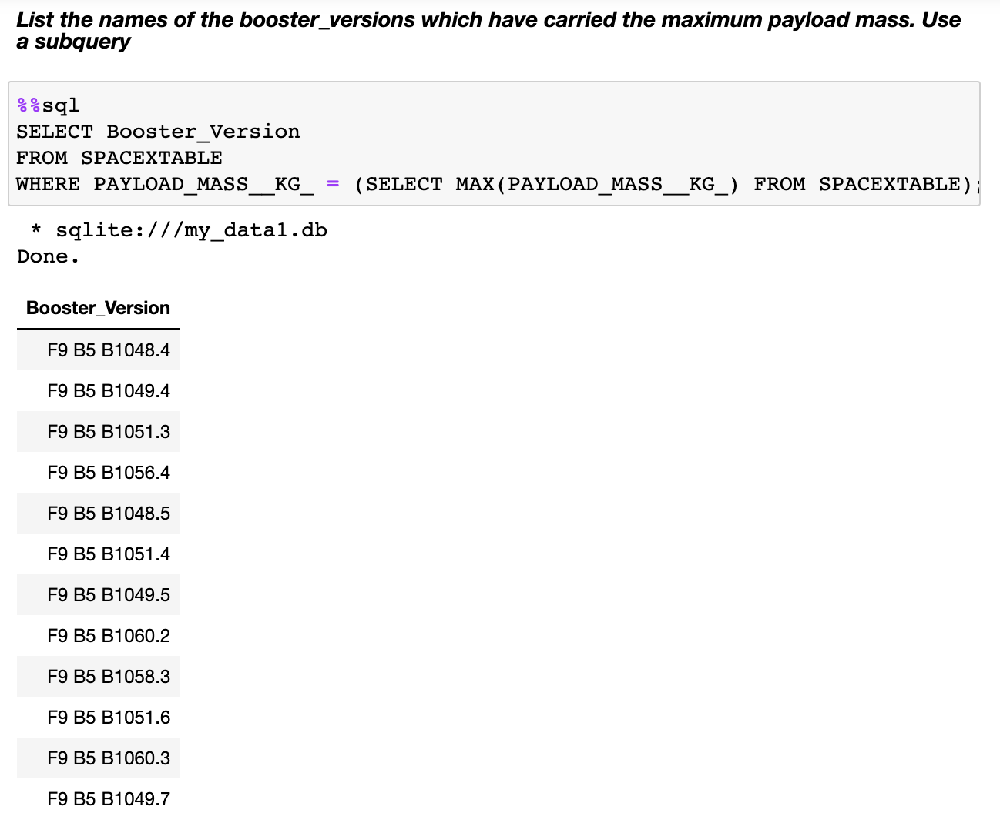 List the names of the booster_versions which have carried the maximum payload mass. Use
a subquery
%%sql
SELECT Booster_Version
FROM SPACEXTABLE
WHERE PAYLOAD_MASS__KG_ = (SELECT MAX(PAYLOAD_MASS__KG_) FROM SPACEXTABLE);
* sqlite:///my_data1.db
Done.
Booster_Version
F9 B5 B1048.4
F9 B5 B1049.4
F9 B5 B1051.3
F9 B5 B1056.4
F9 B5 B1048.5
F9 B5 B1051.4
F9 B5 B1049.5
F9 B5 B1060.2
F9 B5 B1058.3
F9 B5 B1051.6
F9 B5 B1060.3
F9 B5 B1049.7